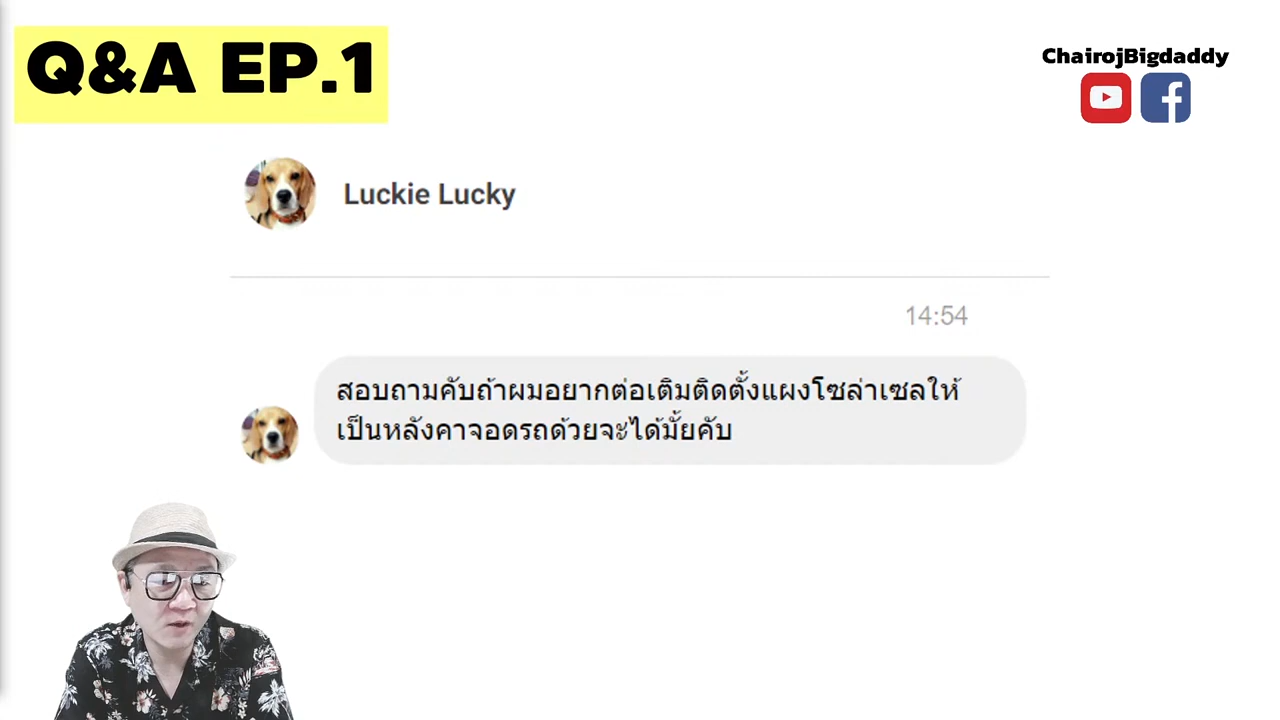 Q&A EP.1
ChairojBigdaddy
Luckie Lucky
14:54
สอบถามคับถ้าผมอยากต่อเติมติดตั้งแผงโซล่าเซลให้
เป็นหลังคาจอดรถด้วยจะได้มั้ยคับ